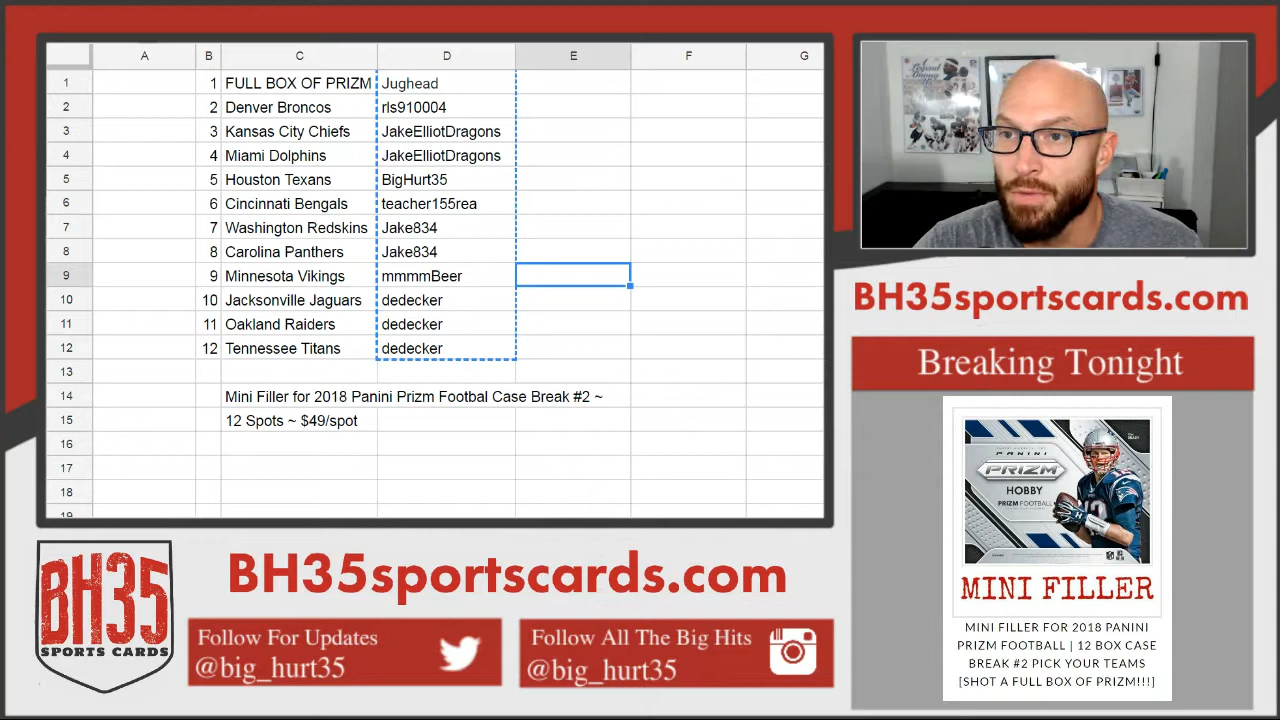 A B C D E F G
1 1 FULL BOX OF PRIZM Jughead
2 2 Denver Broncos rls910004
3 3 Kansas City Chiefs JakeElliotDragons
4 4 Miami Dolphins JakeElliotDragons
5 5 Houston Texans BigHurt35
6 6 Cincinnati Bengals teacher155rea
7 7 Washington Redskins Jake834
8 8 Carolina Panthers Jake834
9 9 Minnesota Vikings mmmmBeer
10 10 Jacksonville Jaguars dedecker
11 11 Oakland Raiders dedecker
12 12 Tennessee Titans dedecker
13
14 Mini Filler for 2018 Panini Prizm Footbal Case Break #2 ~
15 12 Spots ~ $49/spot
16
17
18
19
BH35
SPORTS CARDS
BH35sportscards.com
Follow For Updates
@big_hurt35
Follow All The Big Hits
@big_hurt35
BH35sportscards.com
Breaking Tonight
PANINI
PRIZM
HOBBY
PRIZM FOOTBALL
MINI FILLER
MINI FILLER FOR 2018 PANINI
PRIZM FOOTBALL | 12 BOX CASE
BREAK #2 PICK YOUR TEAMS
[SHOT A FULL BOX OF PRIZM!!!]